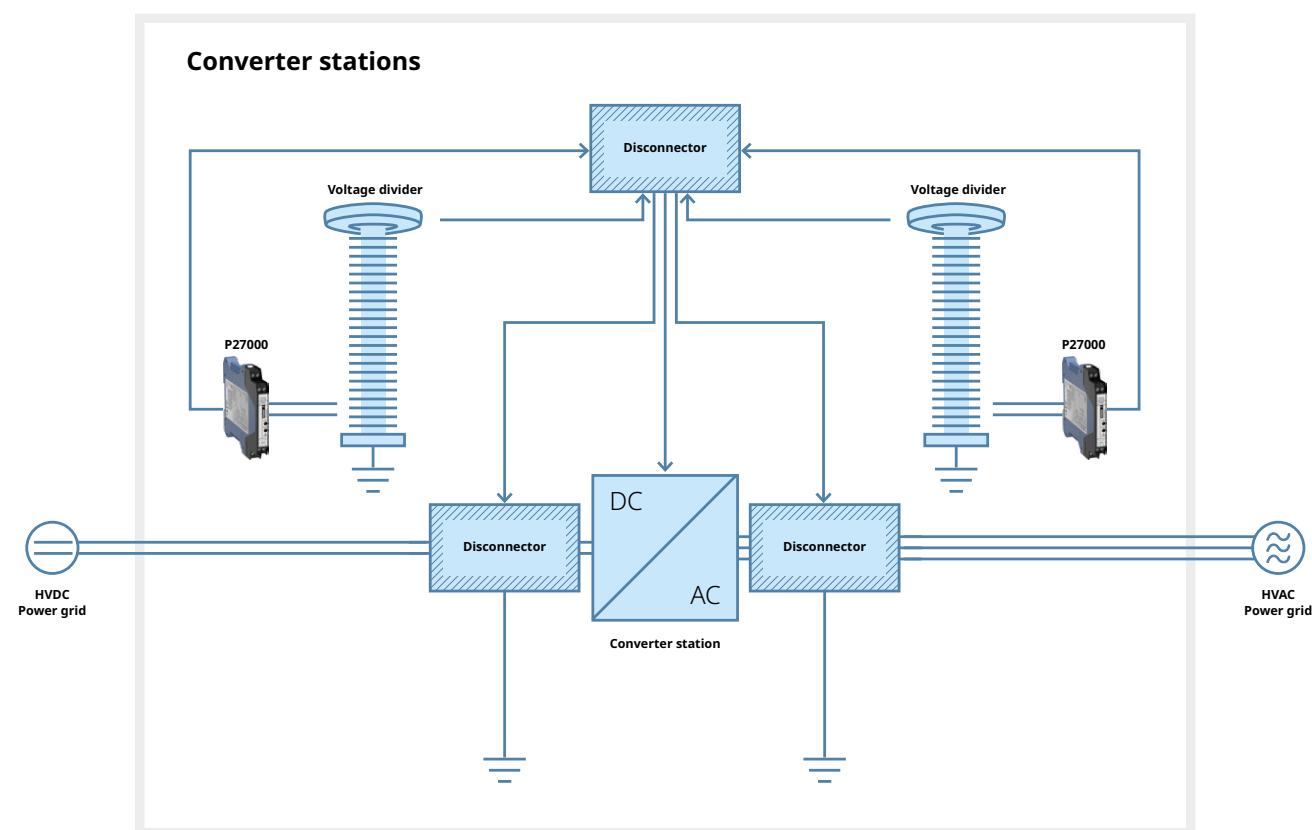 Converter stations
Disconnector
Voltage divider
Voltage divider
P27000
P27000
DC
AC
Disconnector
Disconnector
HVDC
Power grid
HVAC
Power grid
Converter station